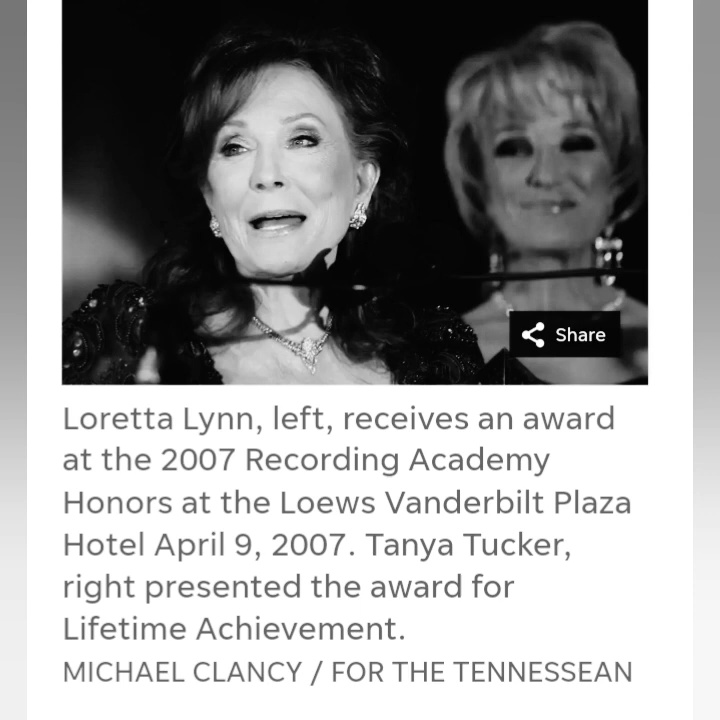 Share
Loretta Lynn, left, receives an award
at the 2007 Recording Academy
Honors at the Loews Vanderbilt Plaza
Hotel April 9, 2007. Tanya Tucker,
right presented the award for
Lifetime Achievement.
MICHAEL CLANCY / FOR THE TENNESSEAN